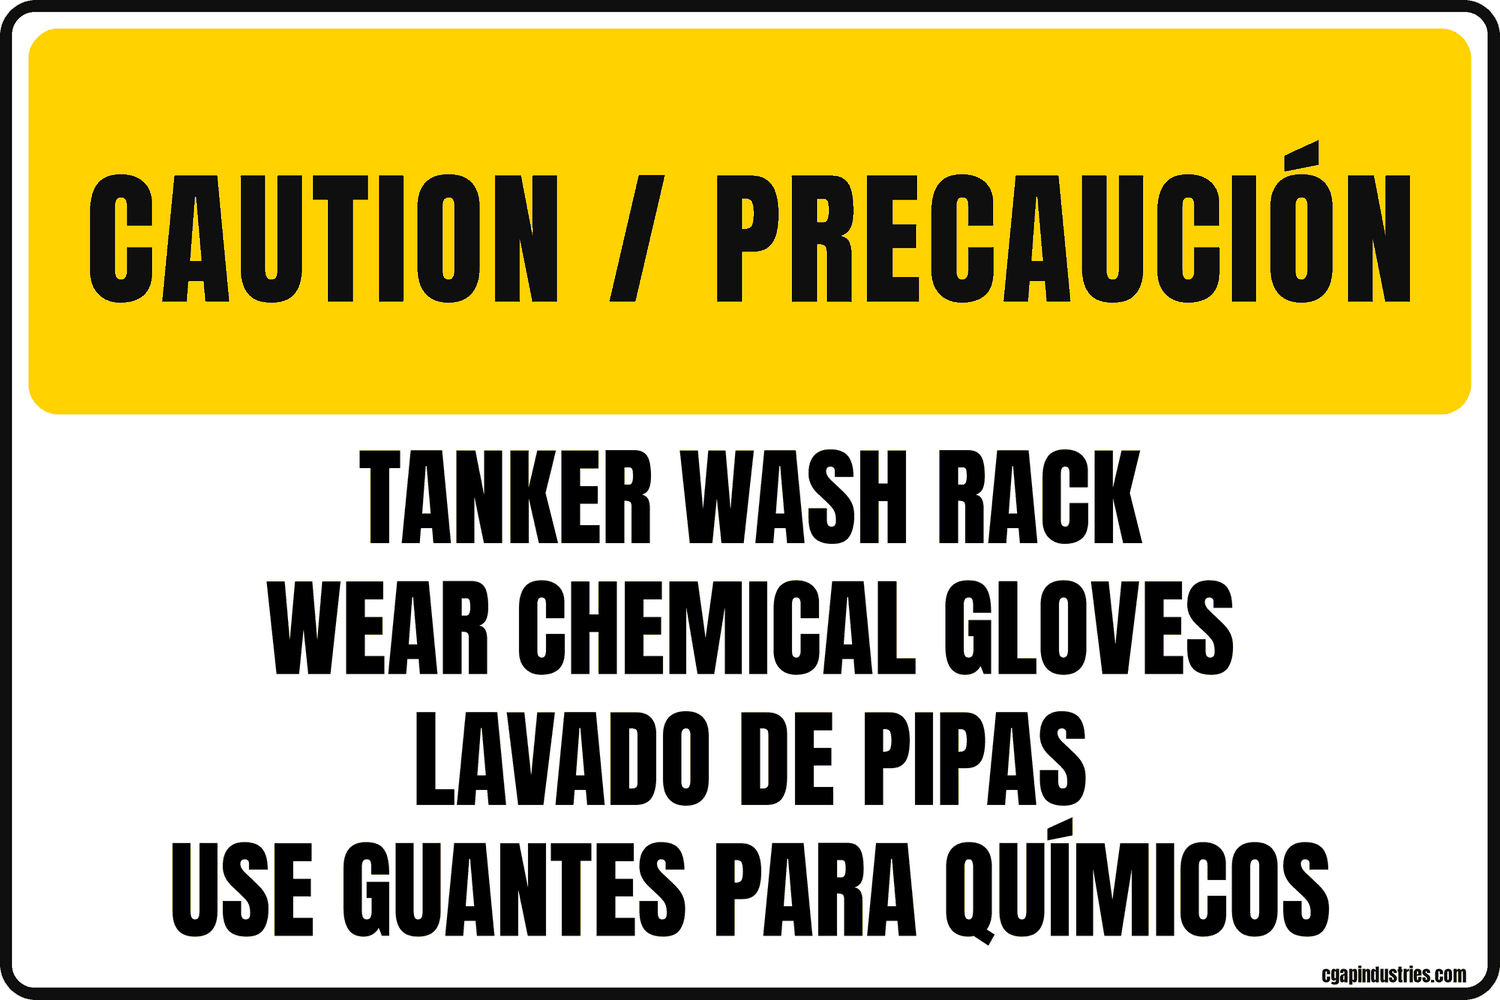 CAUTION / PRECAUCIÓN
TANKER WASH RACK
WEAR CHEMICAL GLOVES
LAVADO DE PIPAS
USE GUANTES PARA QUÍMICOS
cgapindustries.com